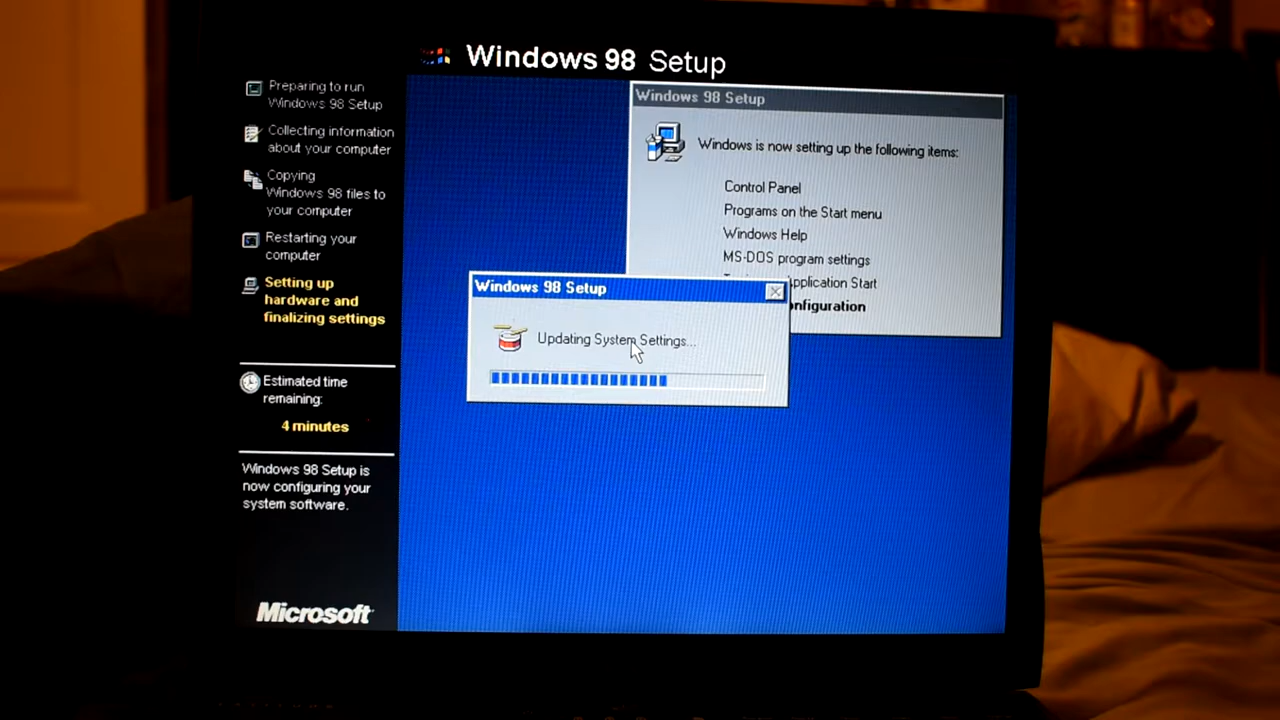 Windows 98 Setup
Preparing to run
Windows 98 Setup
Collecting information
about your computer
Copying
Windows 98 files to
your computer
Restarting your
computer
Setting up
hardware and
finalizing settings
Estimated time
remaining:
4 minutes
Windows 98 Setup is
now configuring your
system software.
Microsoft
Windows 98 Setup
Windows is now setting up the following items:
Control Panel
Programs on the Start menu
Windows Help
MS-DOS program settings
Application Start
Windows 98 Setup
Updating System Settings...